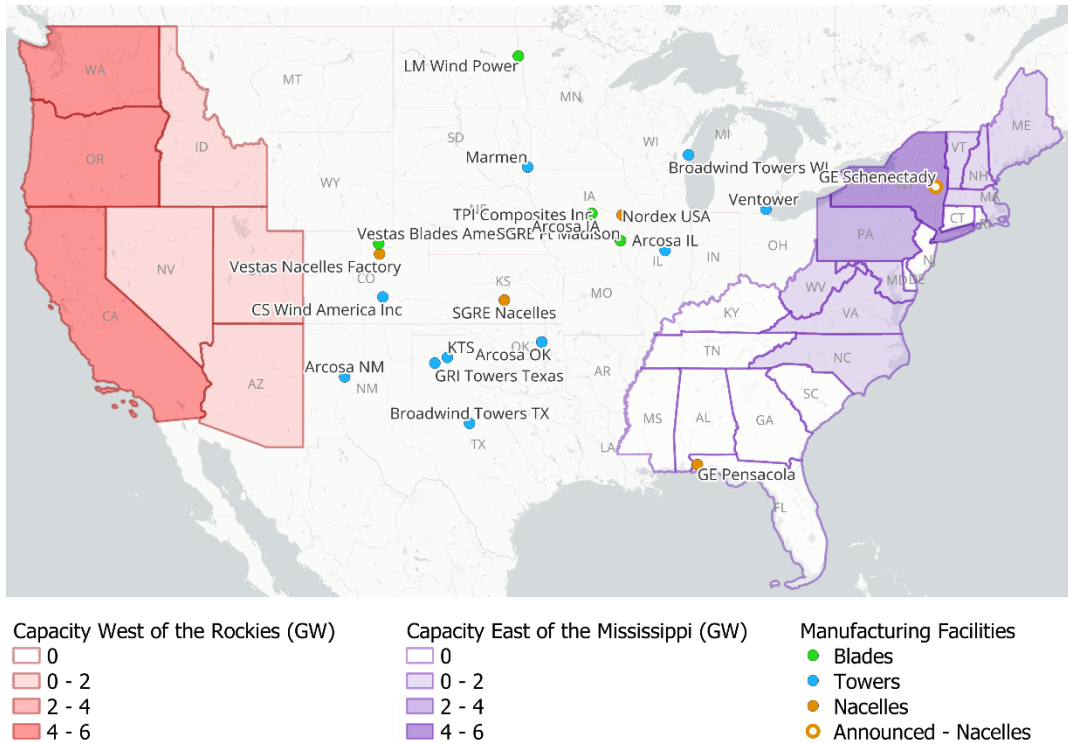 WA
MT
ME
LM Wind Power
MN
OR
ID
SD
WI
MI
VT
NH
Marmen
Broadwind Towers WI
GE Schenectady
NY
MA
WY
IA
Ventower
CT
RI
NE
TPI Composites Inc
Nordex USA
Arcosa IA
Vestas Blades Ame
SGRE Ft Madison
Arcosa IL
PA
NJ
OH
NV
Vestas Nacelles Factory
IL
IN
MD
DE
CO
KS
WV
CA
CS Wind America Inc
SGRE Nacelles
MO
KY
VA
KTS
OK
Arcosa OK
TN
NC
Arcosa NM
GRI Towers Texas
AR
AZ
NM
SC
Broadwind Towers TX
MS
AL
GA
TX
LA
GE Pensacola
FL
Capacity West of the Rockies (GW)
0
0 - 2
2 - 4
4 - 6
Capacity East of the Mississippi (GW)
0
0 - 2
2 - 4
4 - 6
Manufacturing Facilities
Blades
Towers
Nacelles
Announced - Nacelles